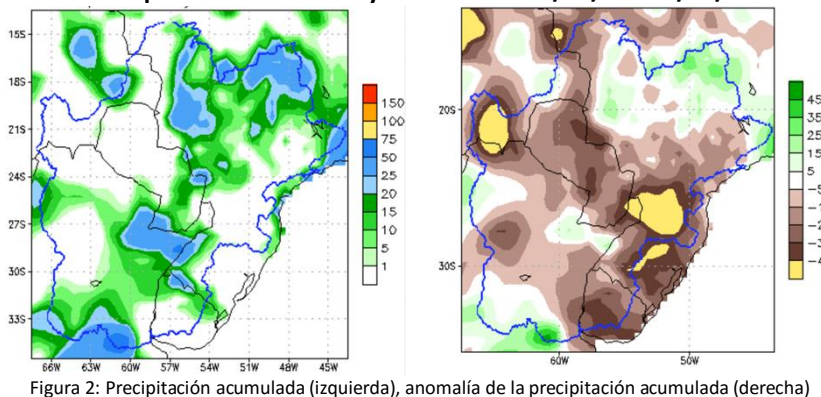 15S
18S
21S
24S
27S
30S
33S
66W 63W 60W 57W 54W 51W 48W 45W
150
100
75
50
25
20
15
10
5
1
20S
30S
60W 50W
45
35
25
15
5
Figura 2: Precipitación acumulada (izquierda), anomalía de la precipitación acumulada (derecha)